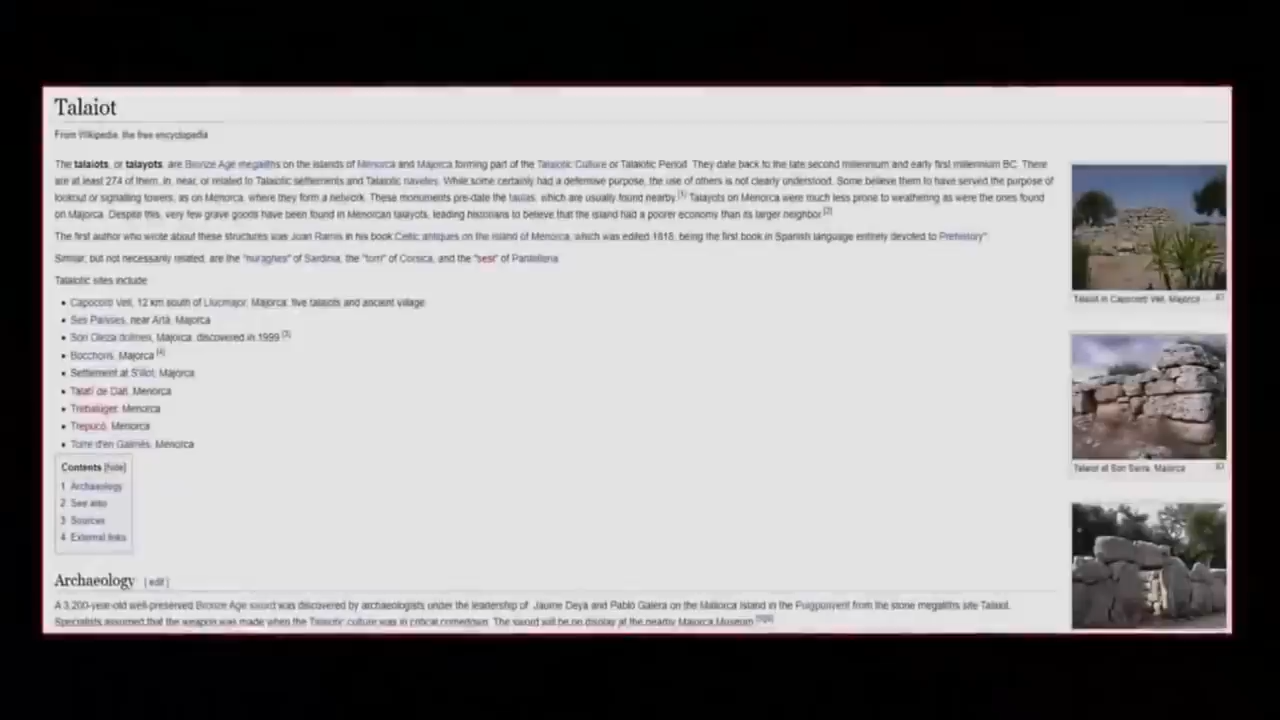 Talaiot
From Wikipedia, the free encyclopedia
The talaiots, or talayots, are Bronze Age megaliths on the islands of Menorca and Majorca forming part of the Talaiotic Culture or Talaiotic Period. They date back to the late second millennium and early first millennium BC. There
are at least 274 of them, in, near, or related to Talaiotic settlements and Talaiotic navetes. While some certainly had a defensive purpose, the use of others is not clearly understood. Some believe them to have served the purpose of
lookout or signalling towers, as on Menorca, where they form a network. These monuments pre-date the taulas, which are usually found nearby.[1] Talayots on Menorca were much less prone to weathering as were the ones found
on Majorca. Despite this, very few grave goods have been found in Menorcan talayots, leading historians to believe that the island had a poorer economy than its larger neighbor.[2]
The first author who wrote about these structures was Joan Ramis in his book Celtic antiques on the island of Menorca, which was edited 1818, being the first book in Spanish language entirely devoted to Prehistory".
Similar, but not necessarily related, are the "nuraghes" of Sardinia, the "torri" of Corsica, and the "sesi" of Pantelleria.
Talaiotic sites include:
• Capocorb Vell, 12 km south of Llucmajor, Majorca: five talaiots and ancient village
• Ses Païsses, near Artà, Majorca
• Son Oleza dolmen, Majorca, discovered in 1999 [3]
• Bocchoris, Majorca [4]
• Settlement at S'Illot, Majorca
• Talatí de Dalt, Menorca
• Trebalúger, Menorca
• Trepucó, Menorca
• Torre d'en Galmés, Menorca
Contents [hide]
1 Archaeology
2 See also
3 Sources
4 External links
Archaeology [edit]
A 3,200-year-old well-preserved Bronze Age sword was discovered by archaeologists under the leadership of Jaume Deya and Pablo Galera on the Mallorca Island in the Puigpunyent from the stone megaliths site Talaiot.
Specialists assumed that the weapon was made when the Talaiotic culture was in critical comedown. The sword will be on display at the nearby Majorca Museum.[5][6]
Talaiot in Capocorb Vell, Majorca
Talaiot at Son Serra, Majorca